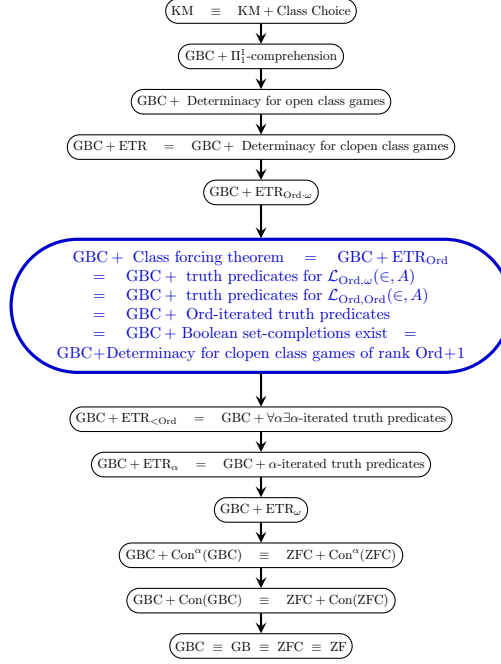 KM ≡ KM + Class Choice
GBC + Π¹₁-comprehension
GBC + Determinacy for open class games
GBC + ETR = GBC + Determinacy for clopen class games
GBC + ETR_{Ord·ω}
GBC + Class forcing theorem = GBC + ETR_{Ord}
= GBC + truth predicates for ℒ_{Ord,ω}(∈, A)
= GBC + truth predicates for ℒ_{Ord,Ord}(∈, A)
= GBC + Ord-iterated truth predicates
= GBC + Boolean set-completions exist =
GBC+Determinacy for clopen class games of rank Ord+1
GBC + ETR_{<Ord} = GBC + ∀α∃α-iterated truth predicates
GBC + ETR_α = GBC + α-iterated truth predicates
GBC + ETR_ω
GBC + Con^α(GBC) ≡ ZFC + Con^α(ZFC)
GBC + Con(GBC) ≡ ZFC + Con(ZFC)
GBC ≡ GB ≡ ZFC ≡ ZF